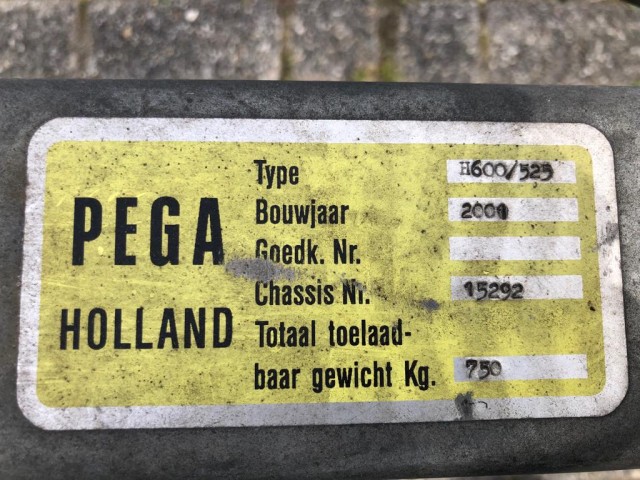 PEGA
HOLLAND
Type H600/525
Bouwjaar 2001
Goedk. Nr.
Chassis Nr. 15292
Totaal toelaad-
baar gewicht Kg. 750